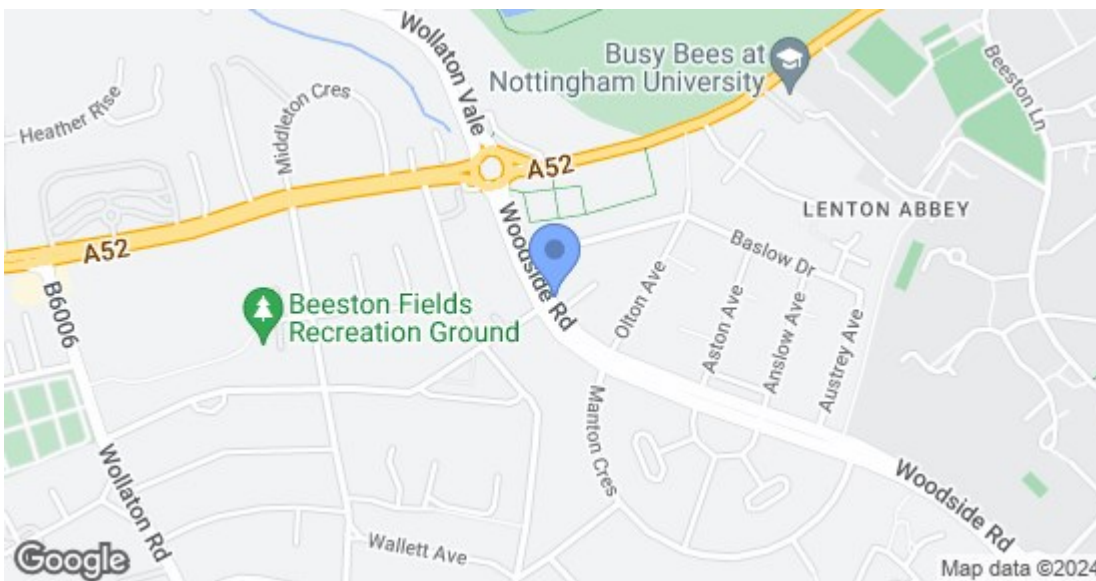 Wollaton Vale
Busy Bees at
Nottingham University
Beeston Ln
Heather Rise
Middleton Cres
A52
A52
LENTON ABBEY
Woodside Rd
Baslow Dr
Olton Ave
Aston Ave
Anslow Ave
Austrey Ave
B6006
Beeston Fields
Recreation Ground
Manton Cres
Wollaton Rd
Woodside Rd
Wallett Ave
Google
Map data ©2024